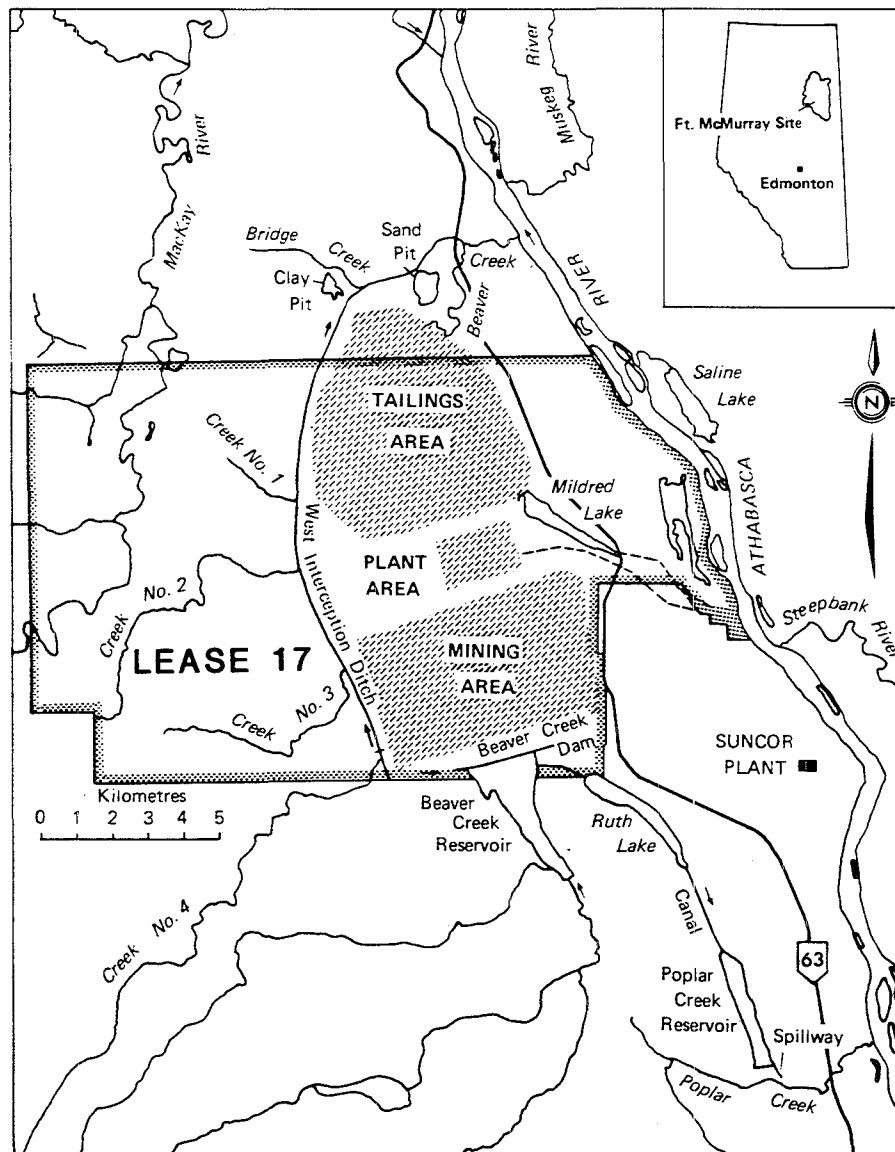 River
Muskeg
River
MacKay
Ft. McMurray Site
Edmonton
Bridge
Creek
Sand
Pit
Creek
Clay
Pit
Beaver
RIVER
Saline
Lake
N
TAILINGS
AREA
Creek No. 1
Mildred
Lake
ATHABASCA
West Interception Ditch
PLANT
AREA
No. 2
Creek
Steepbank
River
LEASE 17
MINING
AREA
No. 3
Creek
Beaver Creek
Dam
SUNCOR
PLANT
Kilometres
0 1 2 3 4 5
Beaver
Creek
Reservoir
Ruth
Lake
Canal
Creek No. 4
63
Poplar
Creek
Reservoir
Spillway
Poplar
Creek